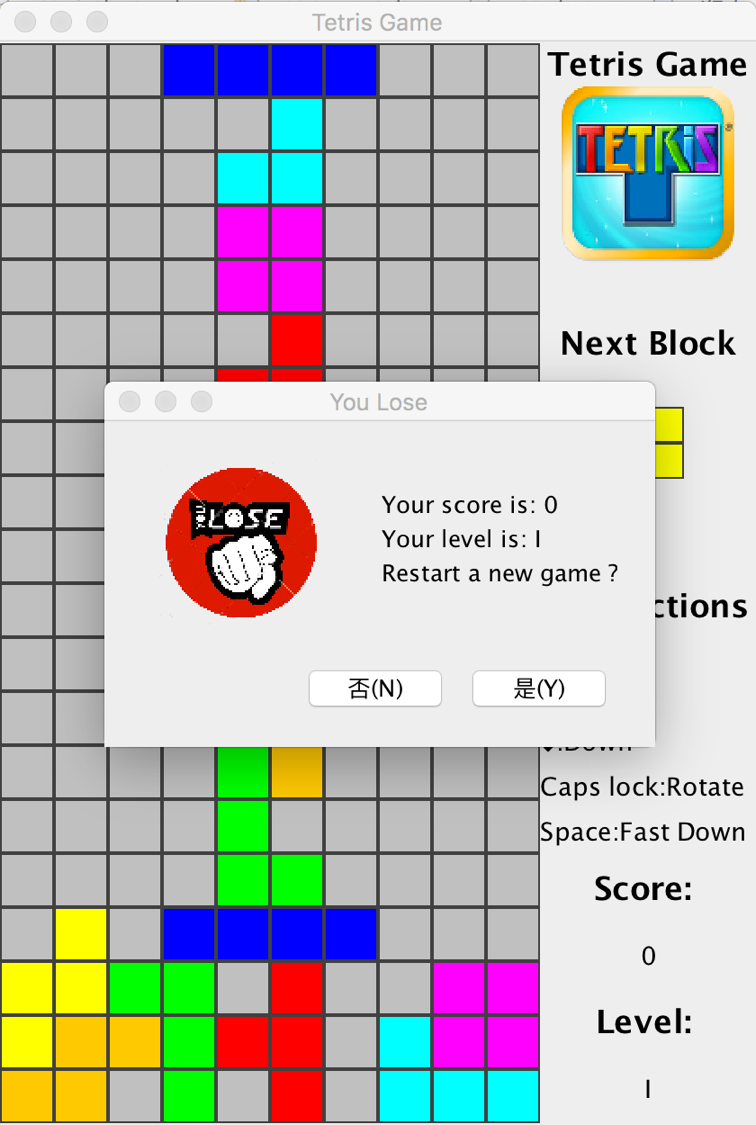 Tetris Game
Tetris Game
TETRiS
®
Next Block
You Lose
LOSE
Your score is: 0
Your level is: I
Restart a new game ?
否(N)
是(Y)
ctions
:Down
Caps lock:Rotate
Space:Fast Down
Score:
0
Level:
I